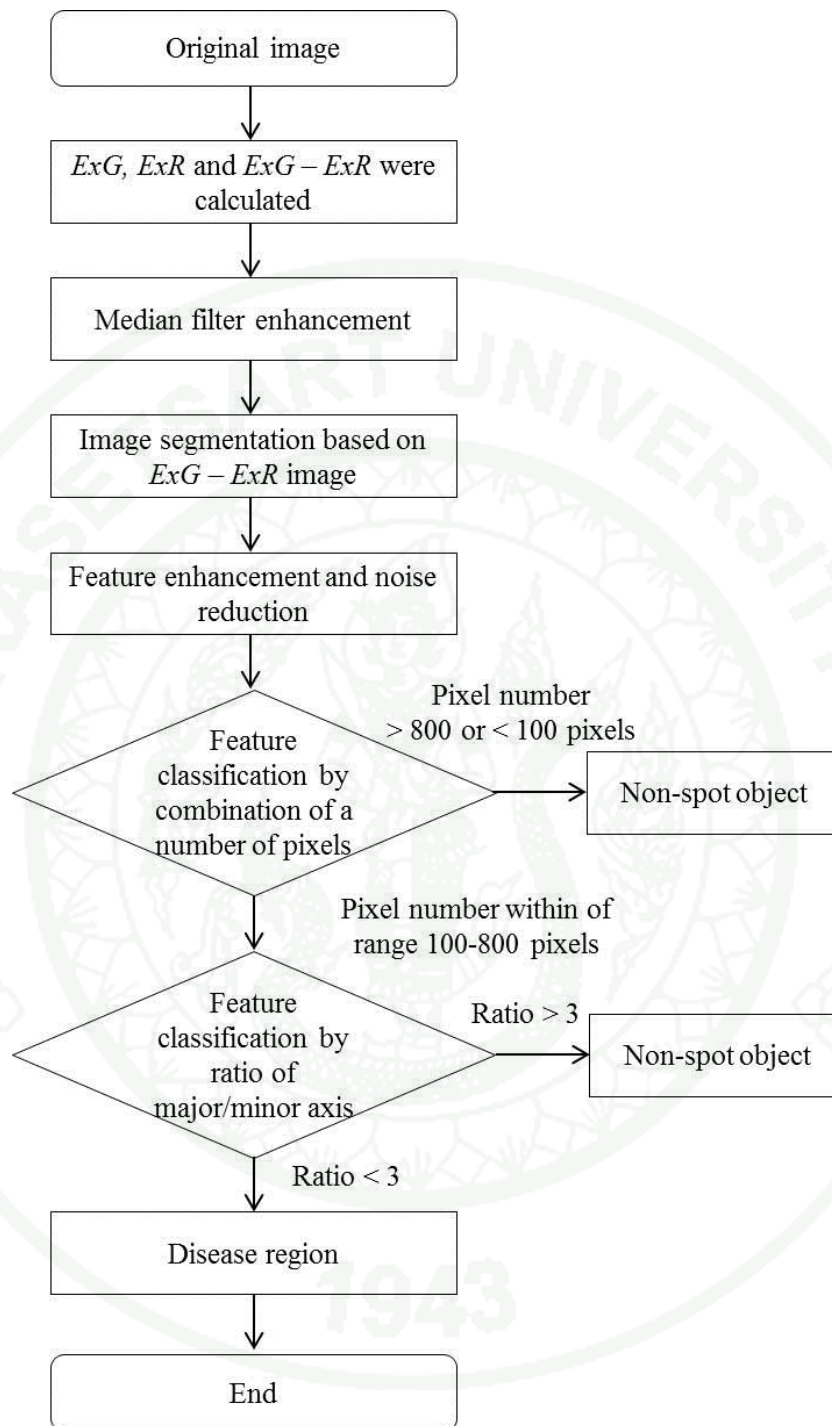 Original image
ExG, ExR and ExG – ExR were
calculated
Median filter enhancement
Image segmentation based on
ExG – ExR image
Feature enhancement and noise
reduction
Feature
classification by
combination of a
number of pixels
Pixel number
> 800 or < 100 pixels
Non-spot object
Pixel number within of
range 100-800 pixels
Feature
classification by
ratio of
major/minor axis
Ratio > 3
Non-spot object
Ratio < 3
Disease region
End
KASETSART UNIVERSITY
1943